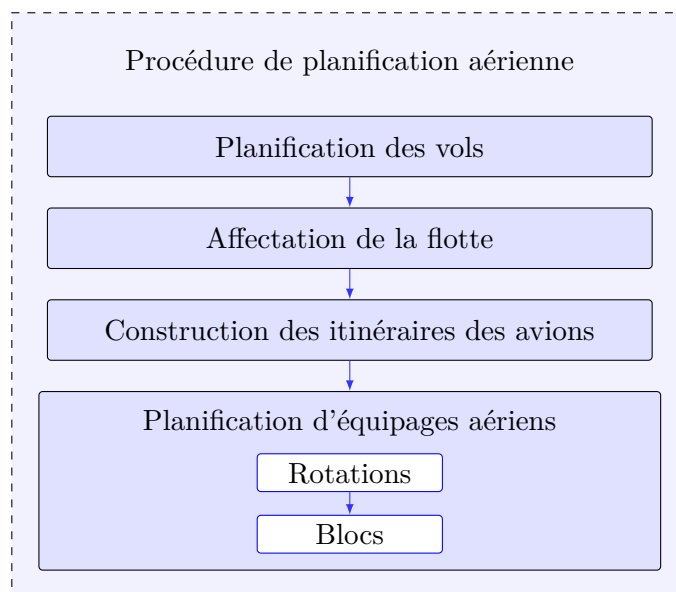 Procédure de planification aérienne
Planification des vols
Affectation de la flotte
Construction des itinéraires des avions
Planification d'équipages aériens
Rotations
Blocs